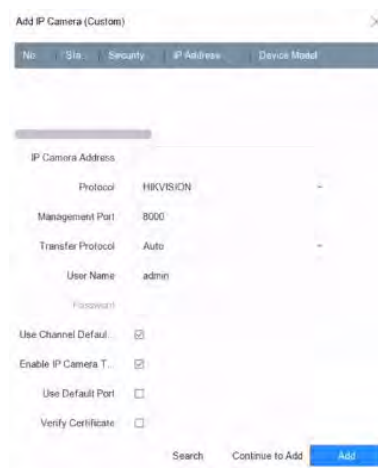 Add IP Camera (Custom)
No. Sta... Security IP Address Device Model
IP Camera Address
Protocol HIKVISION
Management Port 8000
Transfer Protocol Auto
User Name admin
Password
Use Channel Defaul...
Enable IP Camera T...
Use Default Port
Verify Certificate
Search Continue to Add Add